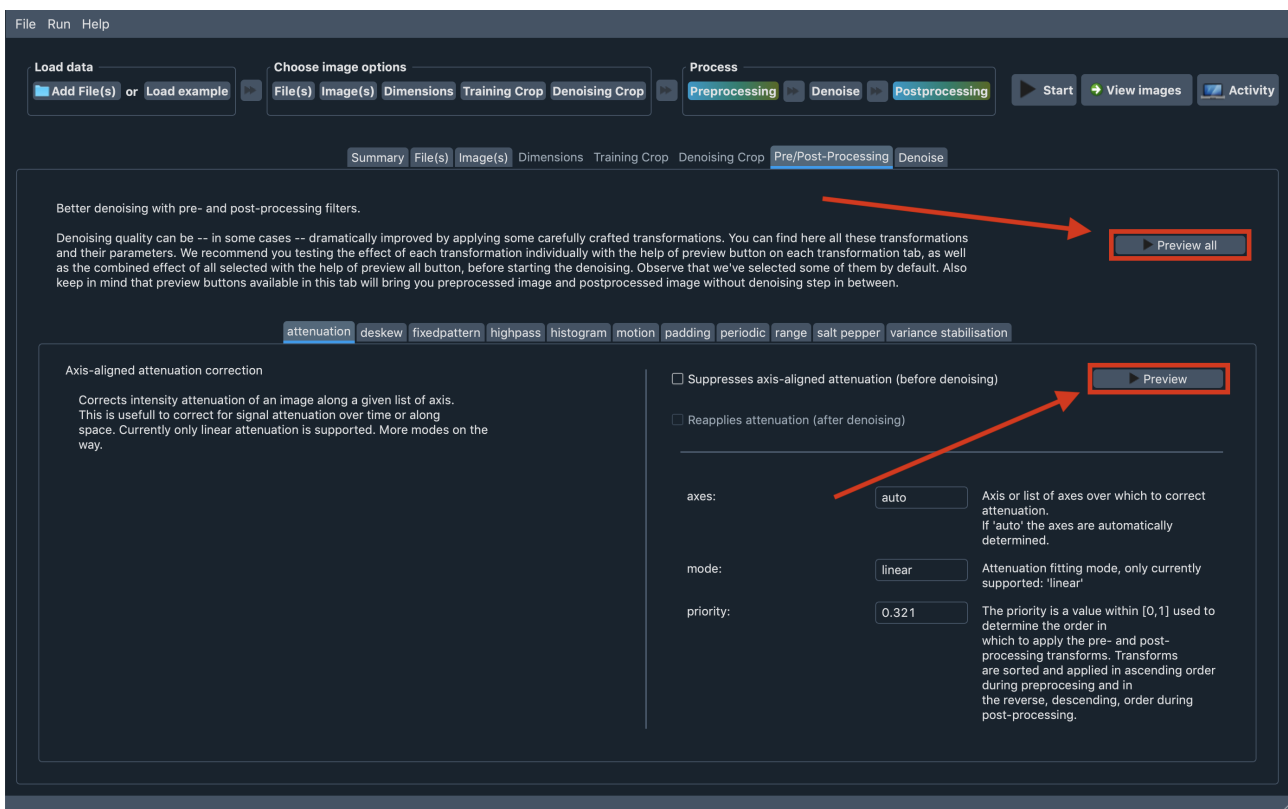 File Run Help
Load data
Choose image options
Process
Add File(s) or Load example
File(s) Image(s) Dimensions Training Crop Denoising Crop
Preprocessing Denoise Postprocessing
Start View images Activity
Summary File(s) Image(s) Dimensions Training Crop Denoising Crop Pre/Post-Processing Denoise
Better denoising with pre- and post-processing filters.
Denoising quality can be -- in some cases -- dramatically improved by applying some carefully crafted transformations. You can find here all these transformations
and their parameters. We recommend you testing the effect of each transformation individually with the help of preview button on each transformation tab, as well
as the combined effect of all selected with the help of preview all button, before starting the denoising. Observe that we've selected some of them by default. Also
keep in mind that preview buttons available in this tab will bring you preprocessed image and postprocessed image without denoising step in between.
Preview all
attenuation deskew fixedpattern highpass histogram motion padding periodic range salt pepper variance stabilisation
Axis-aligned attenuation correction
Corrects intensity attenuation of an image along a given list of axis.
This is usefull to correct for signal attenuation over time or along
space. Currently only linear attenuation is supported. More modes on the
way.
Suppresses axis-aligned attenuation (before denoising)
Preview
Reapplies attenuation (after denoising)
axes:
auto
Axis or list of axes over which to correct
attenuation.
If 'auto' the axes are automatically
determined.
mode:
linear
Attenuation fitting mode, only currently
supported: 'linear'
priority:
0.321
The priority is a value within [0,1] used to
determine the order in
which to apply the pre- and post-
processing transforms. Transforms
are sorted and applied in ascending order
during preprocesing and in
the reverse, descending, order during
post-processing.